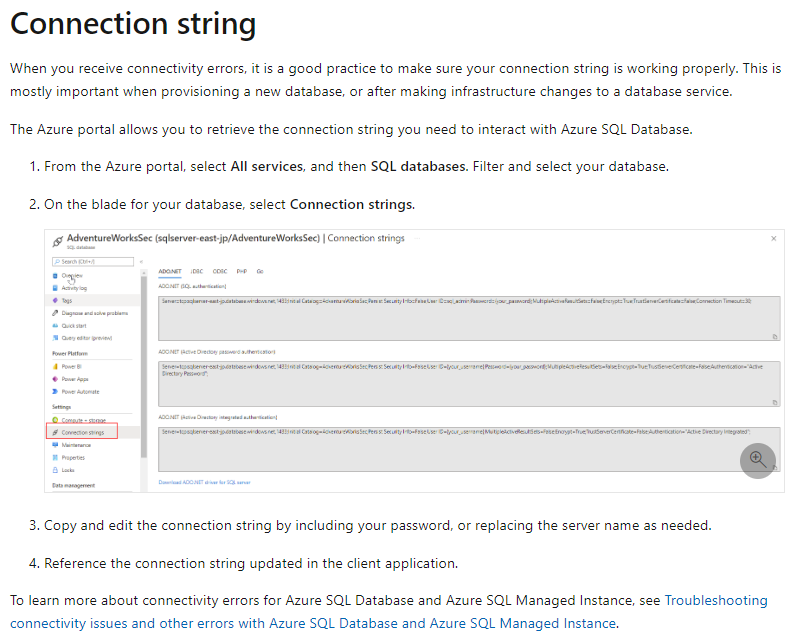 Connection string
When you receive connectivity errors, it is a good practice to make sure your connection string is working properly. This is
mostly important when provisioning a new database, or after making infrastructure changes to a database service.
The Azure portal allows you to retrieve the connection string you need to interact with Azure SQL Database.
1. From the Azure portal, select All services, and then SQL databases. Filter and select your database.
2. On the blade for your database, select Connection strings.
AdventureWorksSec (sqlserver-east-jp/AdventureWorksSec) | Connection strings
SQL database
Search (Ctrl+/)
Overview
Activity log
Tags
Diagnose and solve problems
Quick start
Query editor (preview)
Power Platform
Power BI
Power Apps
Power Automate
Settings
Compute + storage
Connection strings
Maintenance
Properties
Locks
Data management
ADO.NET JDBC ODBC PHP Go
ADO.NET (SQL authentication)
ADO.NET (Active Directory password authentication)
Directory Password";
ADO.NET (Active Directory integrated authentication)
Download ADO.NET driver for SQL server
3. Copy and edit the connection string by including your password, or replacing the server name as needed.
4. Reference the connection string updated in the client application.
To learn more about connectivity errors for Azure SQL Database and Azure SQL Managed Instance, see Troubleshooting
connectivity issues and other errors with Azure SQL Database and Azure SQL Managed Instance.